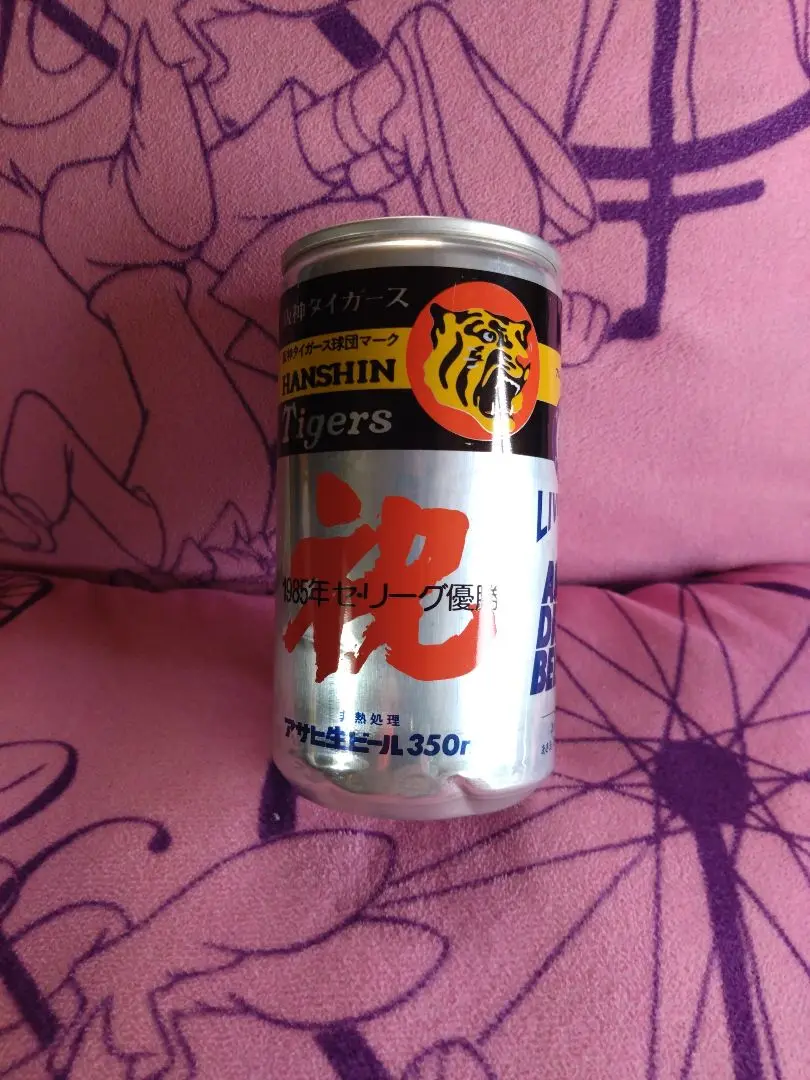 阪神タイガース
阪神タイガース球団マーク
HANSHIN
Tigers
祝
1985年セ・リーグ優勝
非熱処理
アサヒ生ビール350r
LIV